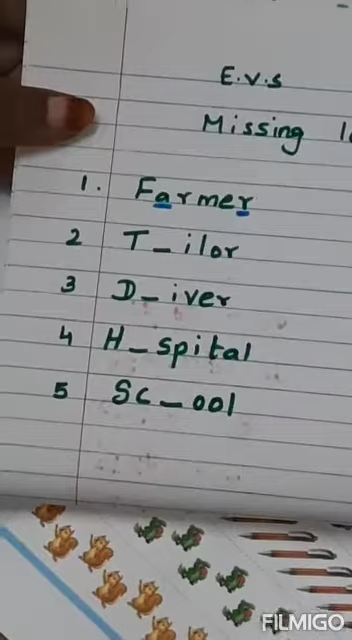 E.V.S
Missing
1. Farmer
2 T_ilor
3 D_iver
4 H_spital
5 Sc_ool
FILMIGO